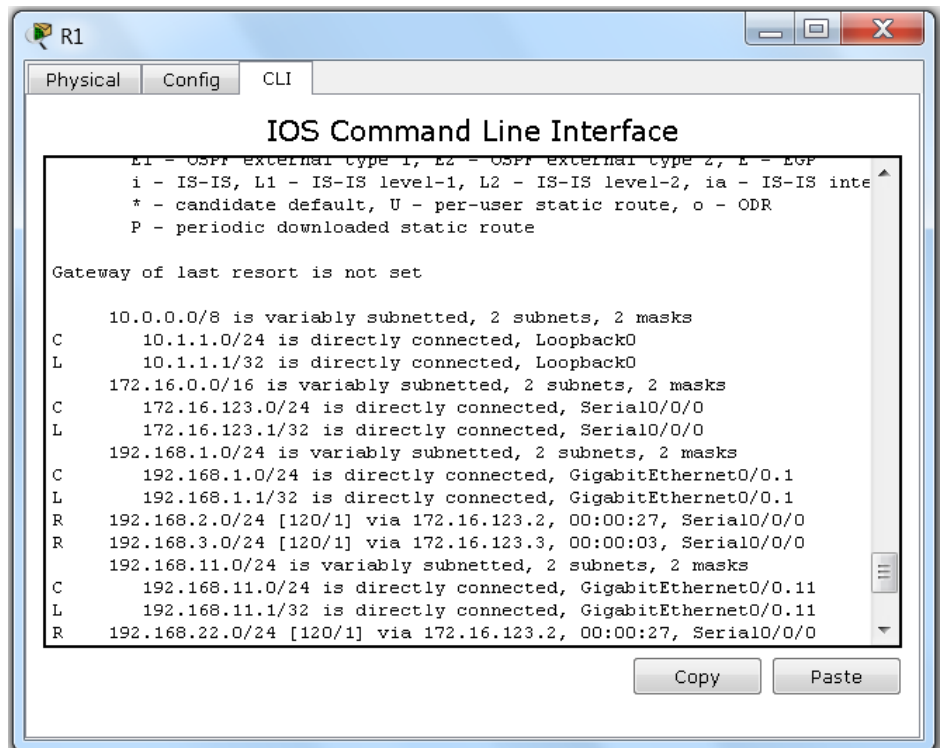 R1
Physical Config CLI
IOS Command Line Interface
E1 - OSPF external type 1, E2 - OSPF external type 2, E - EGP
i - IS-IS, L1 - IS-IS level-1, L2 - IS-IS level-2, ia - IS-IS inte
* - candidate default, U - per-user static route, o - ODR
P - periodic downloaded static route
Gateway of last resort is not set
10.0.0.0/8 is variably subnetted, 2 subnets, 2 masks
C 10.1.1.0/24 is directly connected, Loopback0
L 10.1.1.1/32 is directly connected, Loopback0
172.16.0.0/16 is variably subnetted, 2 subnets, 2 masks
C 172.16.123.0/24 is directly connected, Serial0/0/0
L 172.16.123.1/32 is directly connected, Serial0/0/0
192.168.1.0/24 is variably subnetted, 2 subnets, 2 masks
C 192.168.1.0/24 is directly connected, GigabitEthernet0/0.1
L 192.168.1.1/32 is directly connected, GigabitEthernet0/0.1
R 192.168.2.0/24 [120/1] via 172.16.123.2, 00:00:27, Serial0/0/0
R 192.168.3.0/24 [120/1] via 172.16.123.3, 00:00:03, Serial0/0/0
192.168.11.0/24 is variably subnetted, 2 subnets, 2 masks
C 192.168.11.0/24 is directly connected, GigabitEthernet0/0.11
L 192.168.11.1/32 is directly connected, GigabitEthernet0/0.11
R 192.168.22.0/24 [120/1] via 172.16.123.2, 00:00:27, Serial0/0/0
Copy Paste